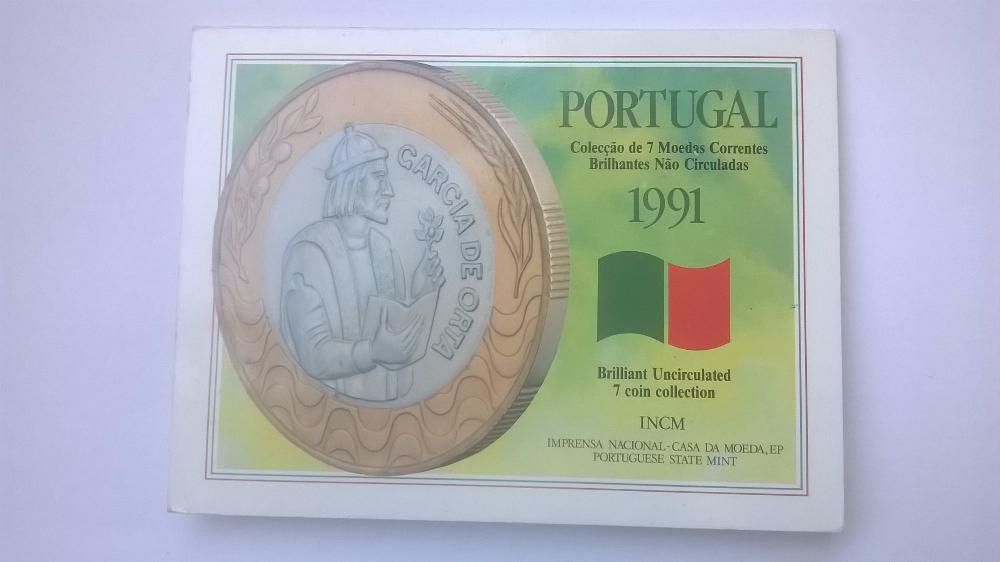 GARCIA DE ORTA
PORTUGAL
Colecção de 7 Moedas Correntes
Brilhantes Não Circuladas
1991
Brilliant Uncirculated
7 coin collection
INCM
IMPRENSA NACIONAL-CASA DA MOEDA, EP
PORTUGUESE STATE MINT